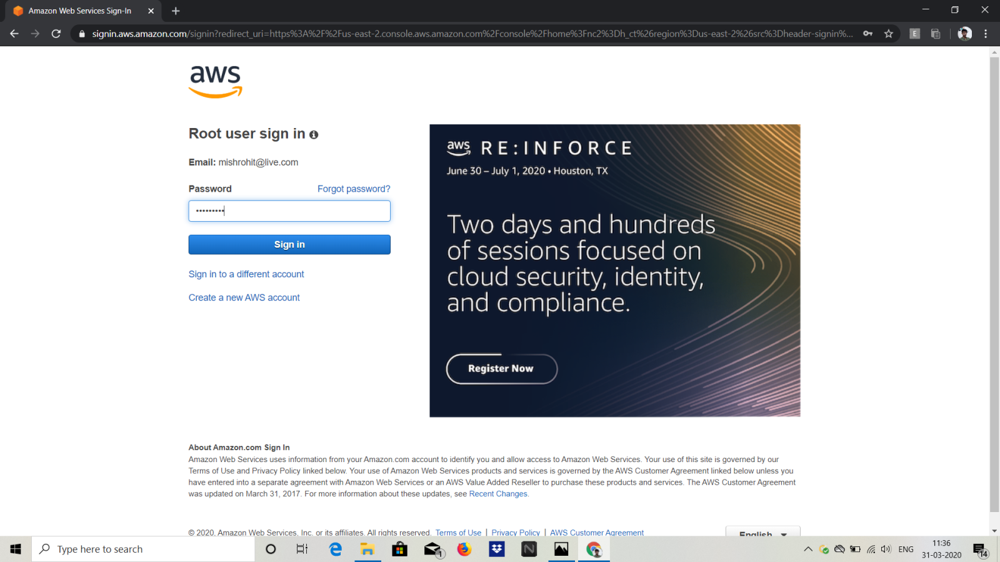 Amazon Web Services Sign-In
signin.aws.amazon.com/signin?redirect_uri=https%3A%2F%2Fus-east-2.console.aws.amazon.com%2Fconsole%2Fhome%3Fnc2%3Dh_ct%26region%3Dus-east-2%26src%3Dheader-signin%...
E
aws
Root user sign in
Email: mishrohit@live.com
Password Forgot password?
Sign in
Sign in to a different account
Create a new AWS account
aws RE:INFORCE
June 30 – July 1, 2020 • Houston, TX
Two days and hundreds
of sessions focused on
cloud security, identity,
and compliance.
Register Now
About Amazon.com Sign In
Amazon Web Services uses information from your Amazon.com account to identify you and allow access to Amazon Web Services. Your use of this site is governed by our
Terms of Use and Privacy Policy linked below. Your use of Amazon Web Services products and services is governed by the AWS Customer Agreement linked below unless you
have entered into a separate agreement with Amazon Web Services or an AWS Value Added Reseller to purchase these products and services. The AWS Customer Agreement
was updated on March 31, 2017. For more information about these updates, see Recent Changes.
© 2020, Amazon Web Services, Inc. or its affiliates. All rights reserved. Terms of Use | Privacy Policy | AWS Customer Agreement
English
Type here to search
1
N
ENG
11:36
31-03-2020
14